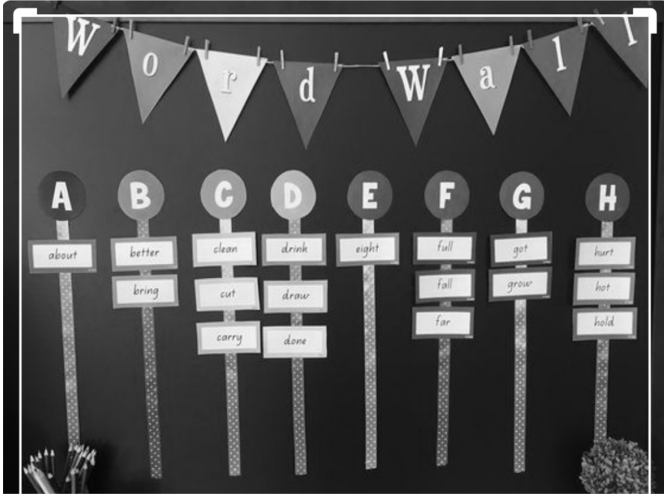 Word Wall
A B C D E F G H
about better clean drink eight full got hurt
bring cut draw fall grow hot
carry done far hold